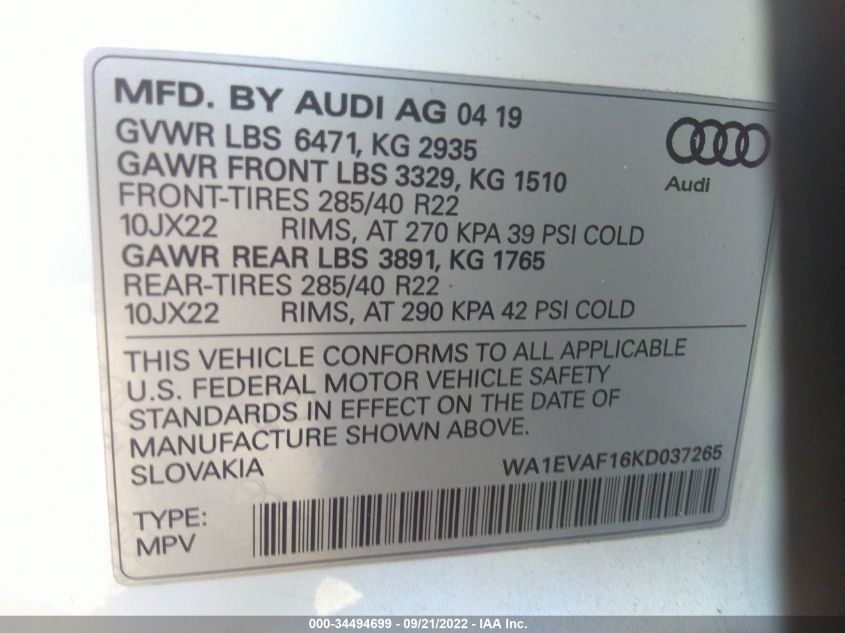 MFD. BY AUDI AG 04 19
GVWR LBS 6471, KG 2935
GAWR FRONT LBS 3329, KG 1510
FRONT-TIRES 285/40 R22
10JX22 RIMS, AT 270 KPA 39 PSI COLD
GAWR REAR LBS 3891, KG 1765
REAR-TIRES 285/40 R22
10JX22 RIMS, AT 290 KPA 42 PSI COLD
Audi
THIS VEHICLE CONFORMS TO ALL APPLICABLE
U.S. FEDERAL MOTOR VEHICLE SAFETY
STANDARDS IN EFFECT ON THE DATE OF
MANUFACTURE SHOWN ABOVE.
SLOVAKIA WA1EVAF16KD037265
TYPE:
MPV
000-34494699 - 09/21/2022 - IAA Inc.